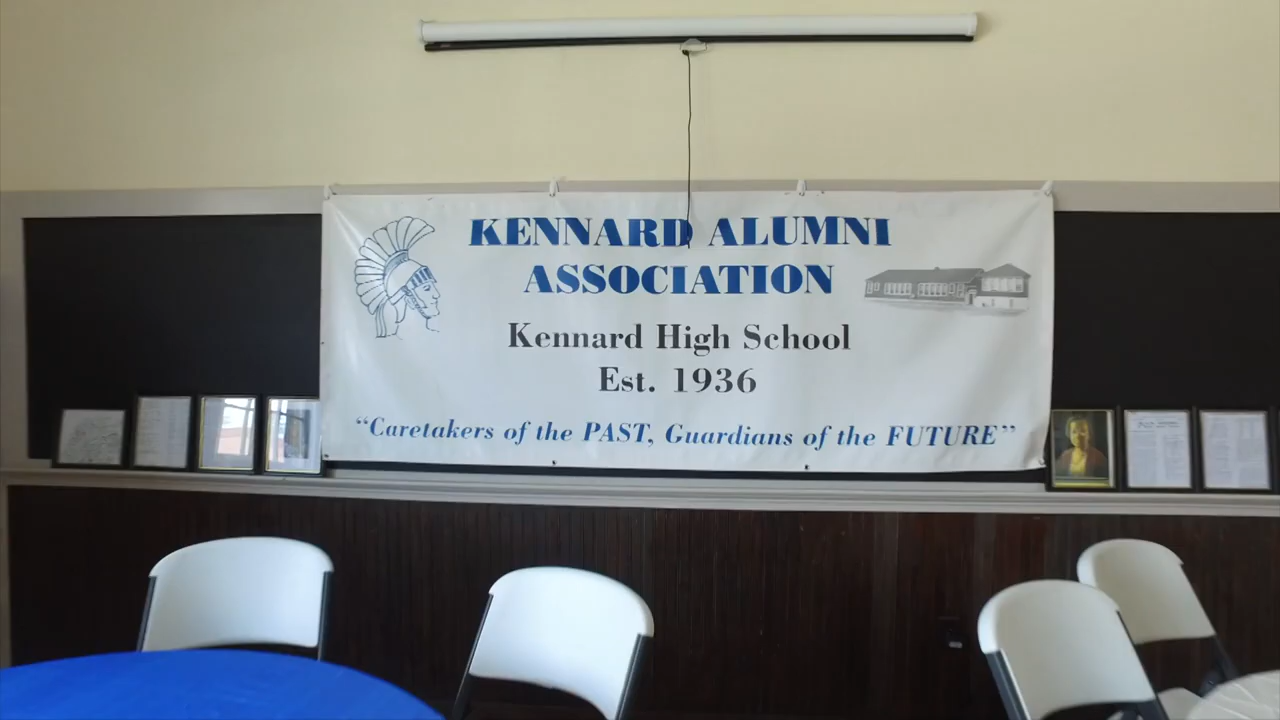 KENNARD ALUMNI
ASSOCIATION
Kennard High School
Est. 1936
"Caretakers of the PAST, Guardians of the FUTURE"